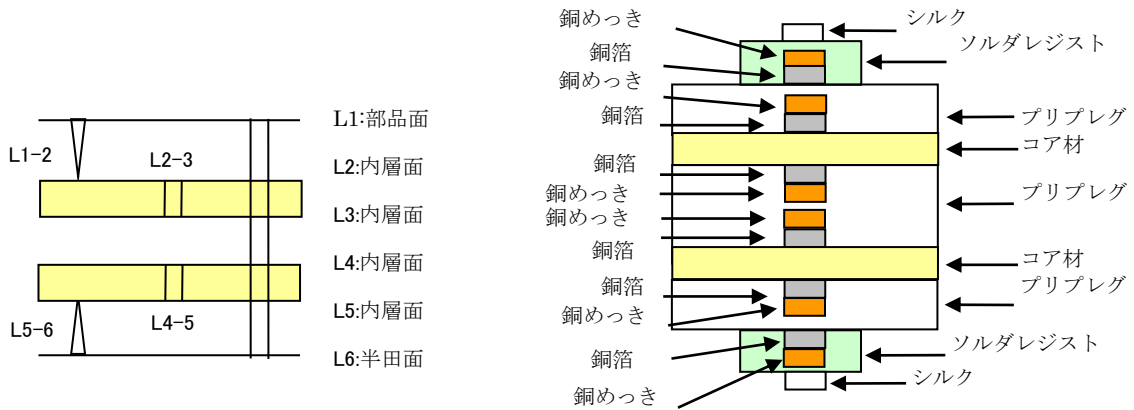 L1:部品面
L1-2
L2-3
L2:内層面
L3:内層面
L4:内層面
L5:内層面
L5-6
L4-5
L6:半田面
銅めっき
シルク
ソルダレジスト
銅箔
銅めっき
銅箔
プリプレグ
コア材
銅箔
銅めっき
プリプレグ
銅めっき
銅箔
コア材
銅箔
プリプレグ
銅めっき
ソルダレジスト
銅箔
シルク
銅めっき